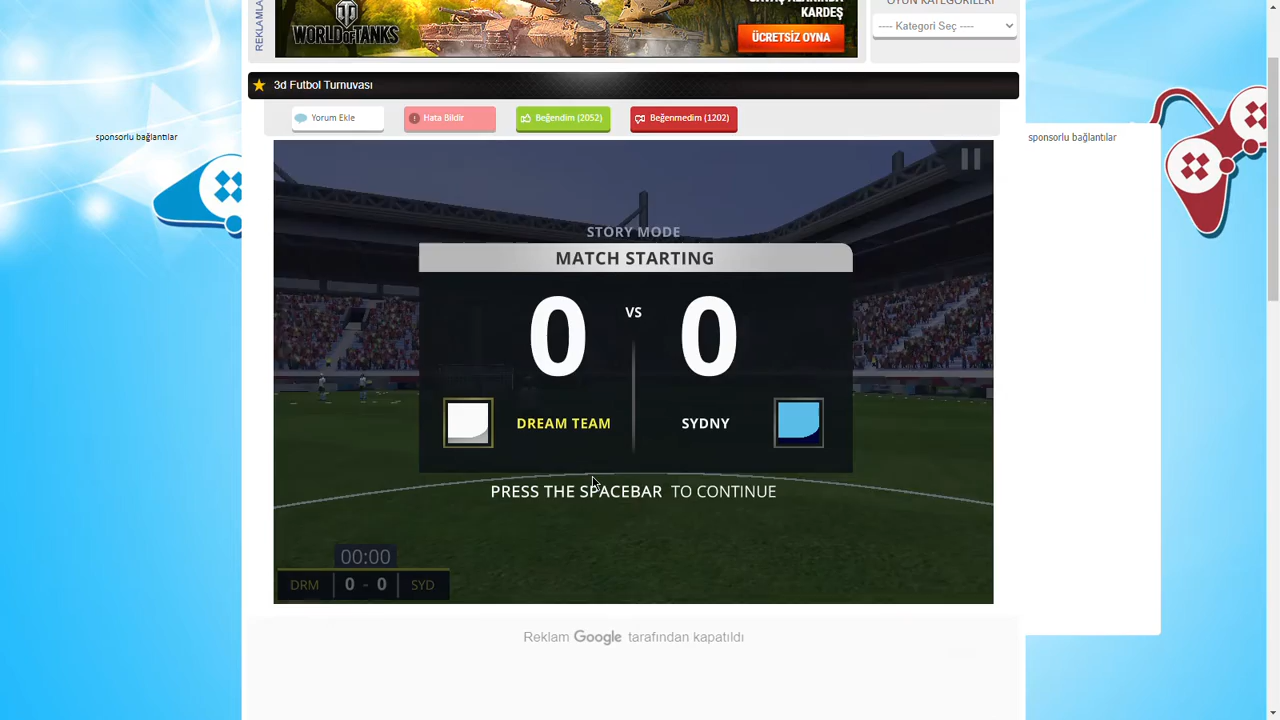 REKLAMLA
WORLD OF TANKS
KARDEŞ
ÜCRETSİZ OYNA
---- Kategori Seç ----
3d Futbol Turnuvası
Yorum Ekle
Hata Bildir
Beğendim (2052)
Beğenmedim (1202)
sponsorlu bağlantılar
sponsorlu bağlantılar
STORY MODE
MATCH STARTING
0 VS 0
DREAM TEAM
SYDNY
PRESS THE SPACEBAR TO CONTINUE
00:00
DRM 0 - 0 SYD
Reklam Google tarafından kapatıldı